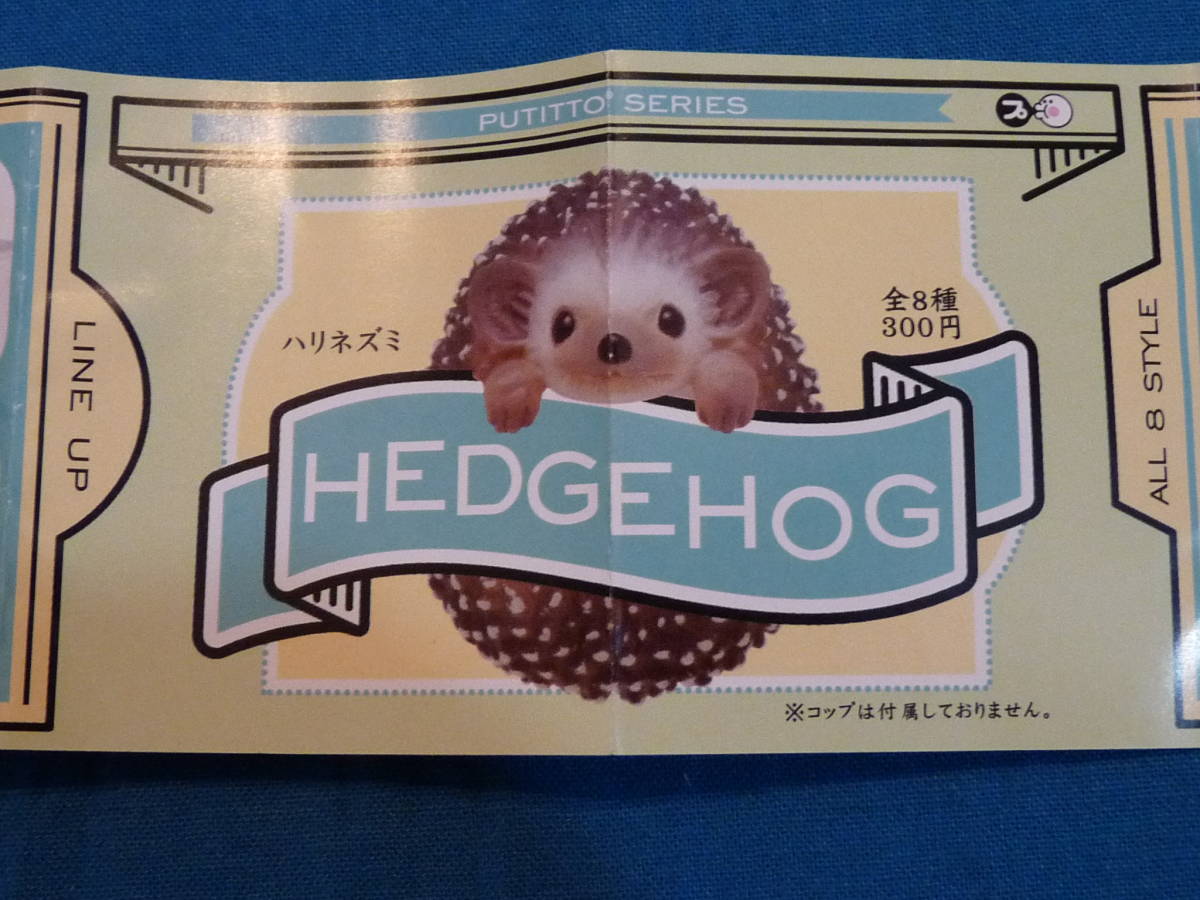 PUTITTO SERIES
プ
LINE UP
ハリネズミ
全8種
300円
HEDGEHOG
ALL 8 STYLE
※コップは付属しておりません。